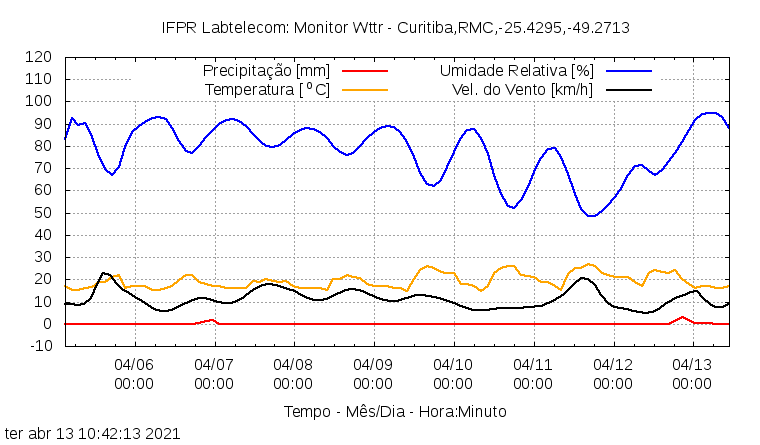 IFPR Labtelecom: Monitor Wttr - Curitiba,RMC,-25.4295,-49.2713
Precipitação [mm]
Umidade Relativa [%]
Temperatura [⁰C]
Vel. do Vento [km/h]
120
110
100
90
80
70
60
50
40
30
20
10
0
-10
04/06 04/07 04/08 04/09 04/10 04/11 04/12 04/13
00:00 00:00 00:00 00:00 00:00 00:00 00:00 00:00
Tempo - Mês/Dia - Hora:Minuto
ter abr 13 10:42:13 2021